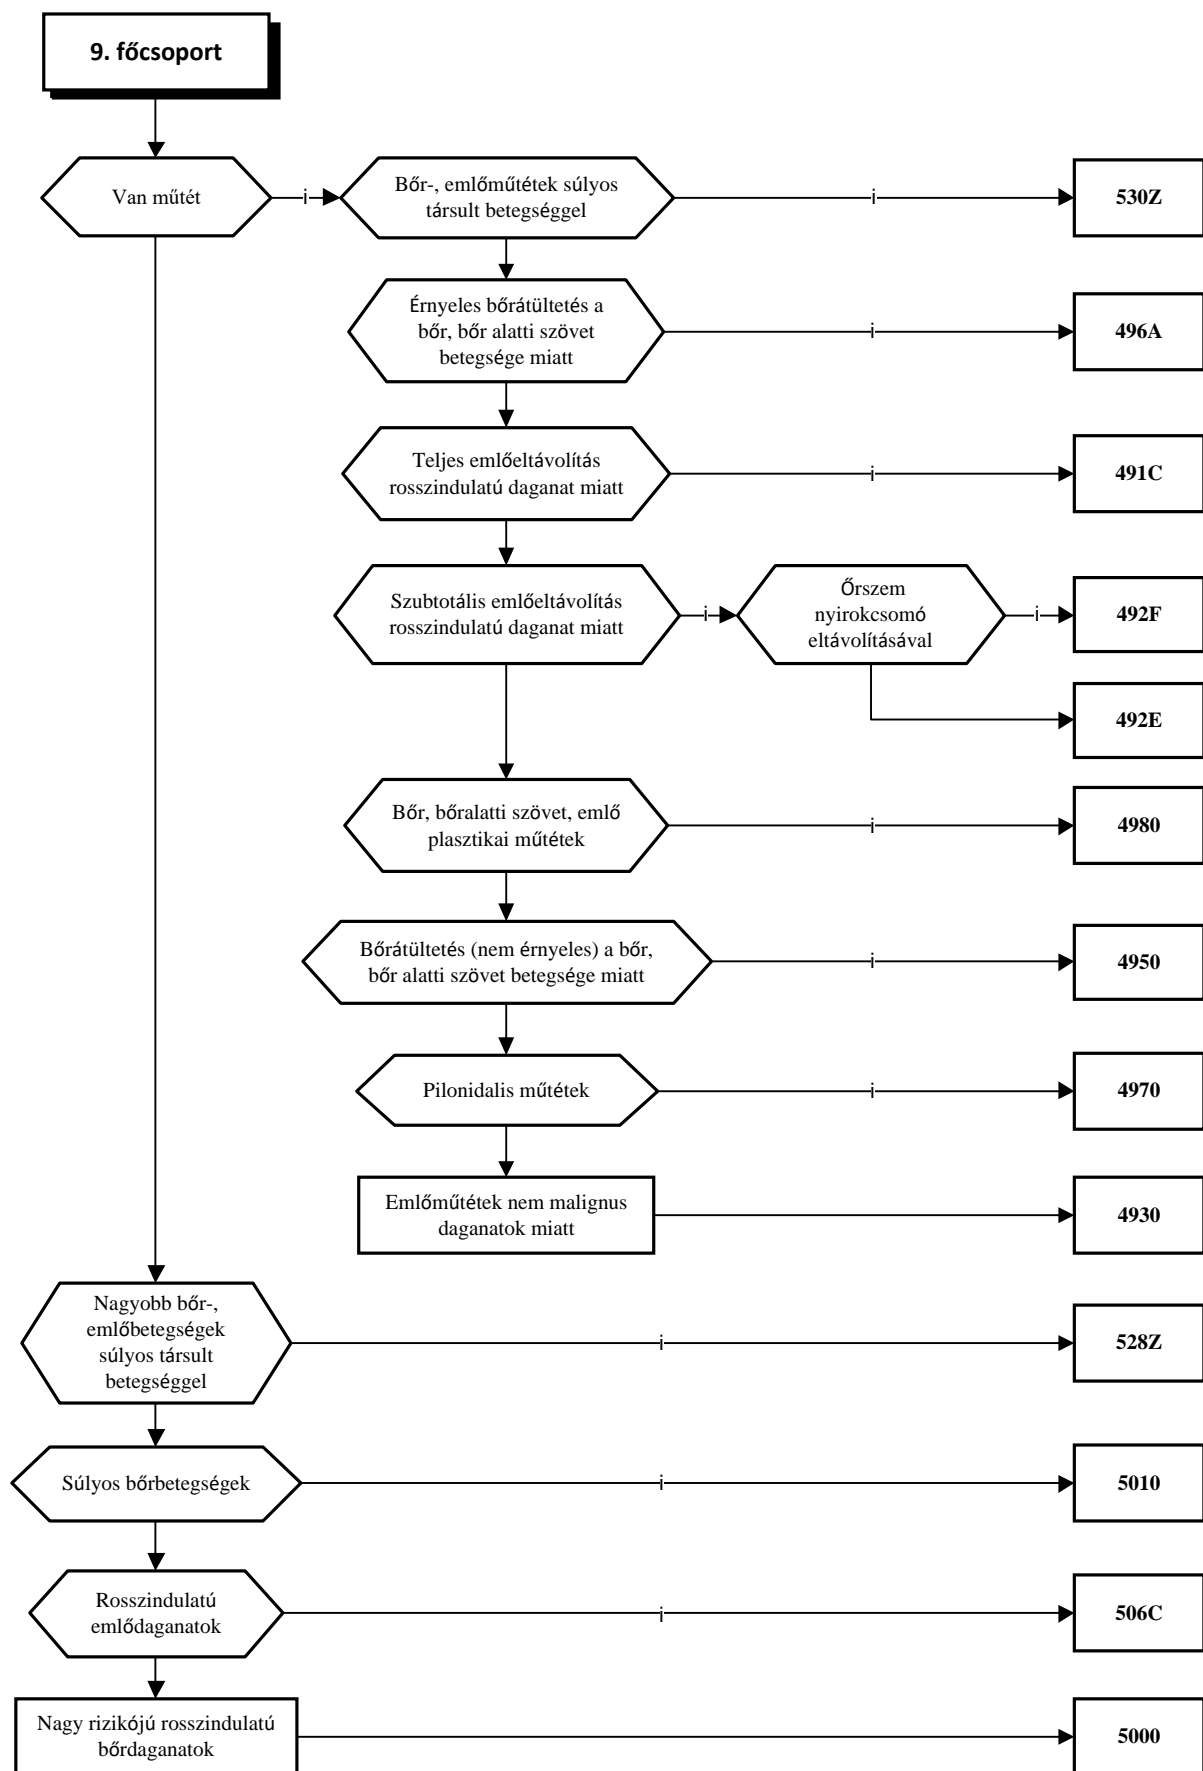 9. főcsoport
Van műtét
i
Bőr-, emlőműtétek súlyos
társult betegséggel
i
530Z
Érnyeles bőrátültetés a
bőr, bőr alatti szövet
betegsége miatt
i
496A
Teljes emlőeltávolítás
rosszindulatú daganat miatt
i
491C
Szubtotális emlőeltávolítás
rosszindulatú daganat miatt
i
Őrszem
nyirokcsomó
eltávolításával
i
492F
492E
Bőr, bőralatti szövet, emlő
plasztikai műtétek
i
4980
Bőrátültetés (nem érnyeles) a bőr,
bőr alatti szövet betegsége miatt
i
4950
Pilonidalis műtétek
i
4970
Emlőműtétek nem malignus
daganatok miatt
4930
Nagyobb bőr-,
emlőbetegségek
súlyos társult
betegséggel
i
528Z
Súlyos bőrbetegségek
i
5010
Rosszindulatú
emlődaganatok
i
506C
Nagy rizikójú rosszindulatú
bőrdaganatok
5000